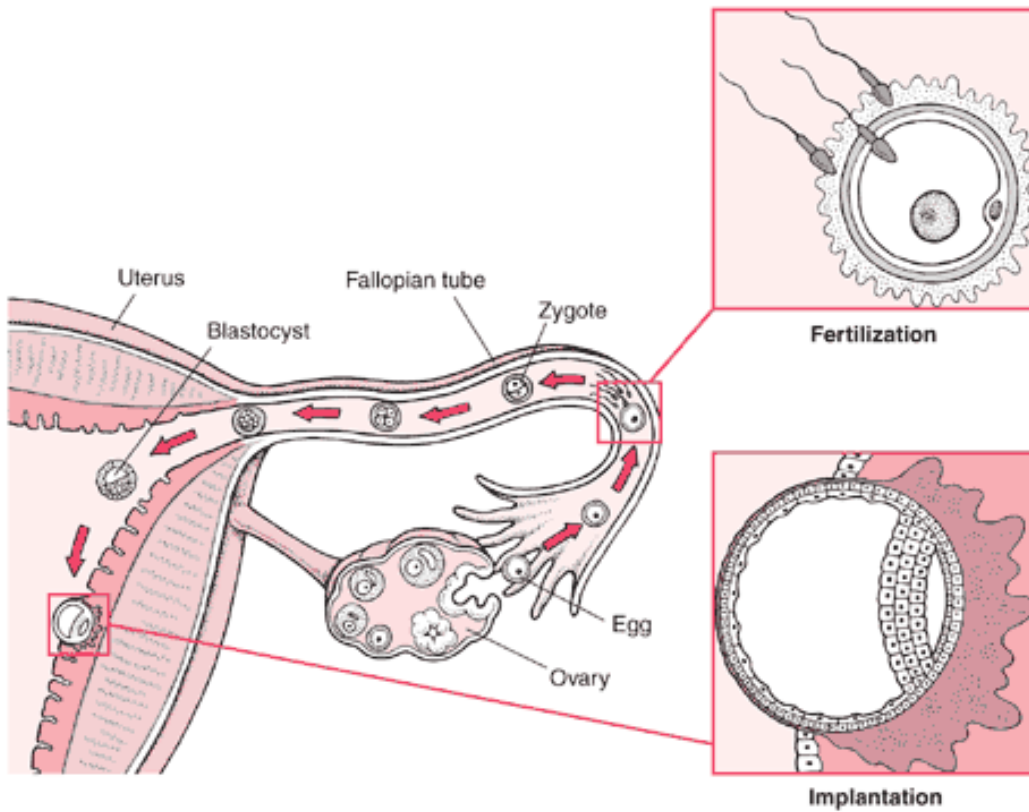 Fertilization
Fallopian tube
Uterus
Zygote
Blastocyst
Egg
Ovary
Implantation